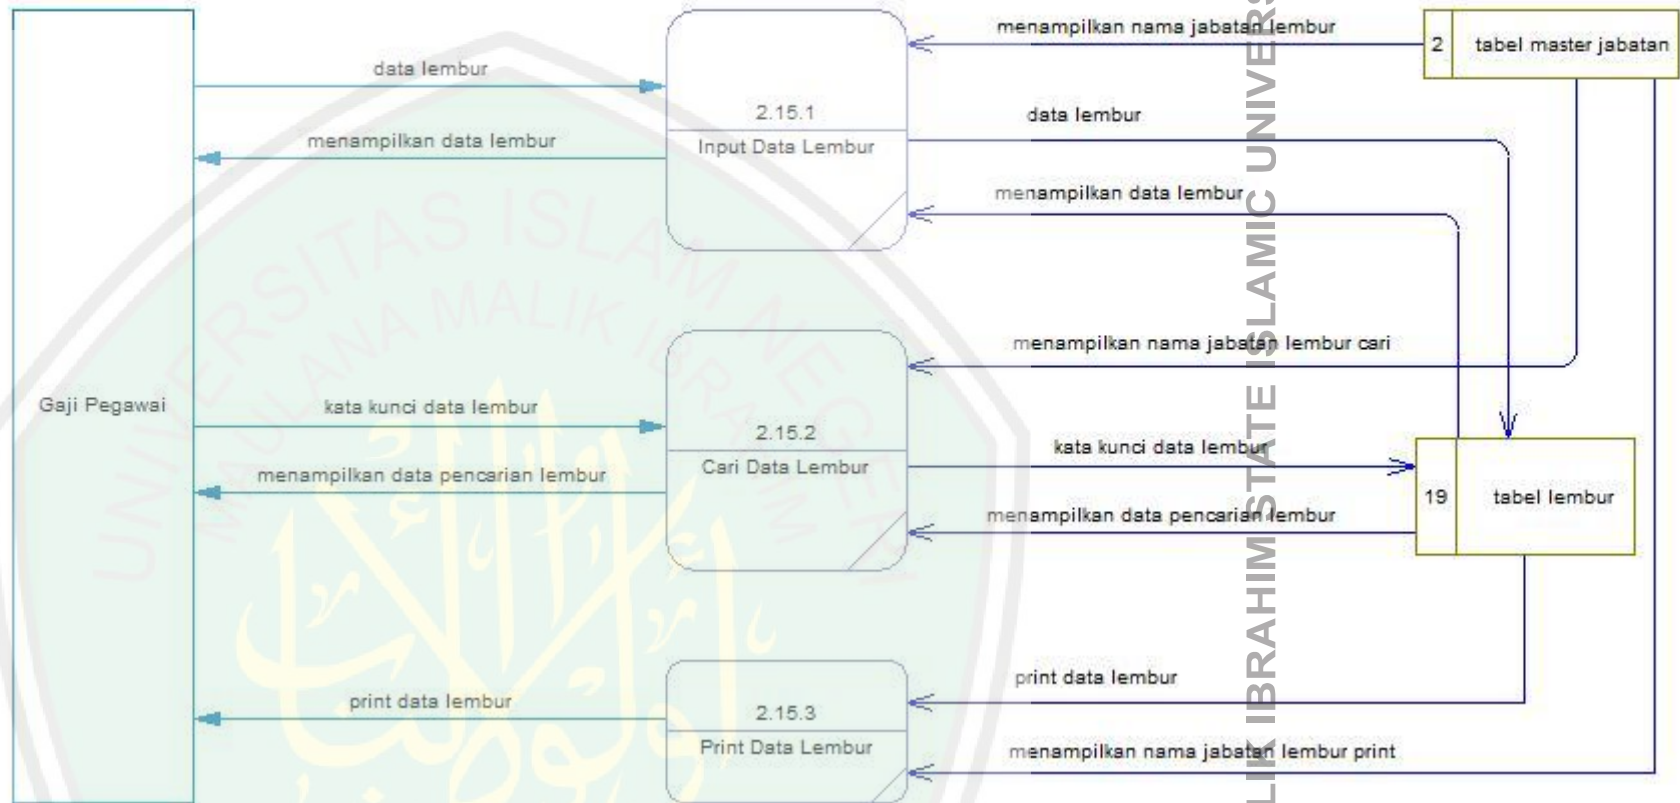 Gaji Pegawai
data lembur
menampilkan data lembur
kata kunci data lembur
menampilkan data pencarian lembur
print data lembur
2.15.1
Input Data Lembur
2.15.2
Cari Data Lembur
2.15.3
Print Data Lembur
menampilkan nama jabatan lembur
data lembur
menampilkan data lembur
menampilkan nama jabatan lembur cari
kata kunci data lembur
menampilkan data pencarian lembur
print data lembur
menampilkan nama jabatan lembur print
2
tabel master jabatan
19
tabel lembur
UNIVERSITAS ISLAM NEGERI
MAULANA MALIK IBRAHIM
LIK IBRAHIM STATE ISLAMIC UNIVERS